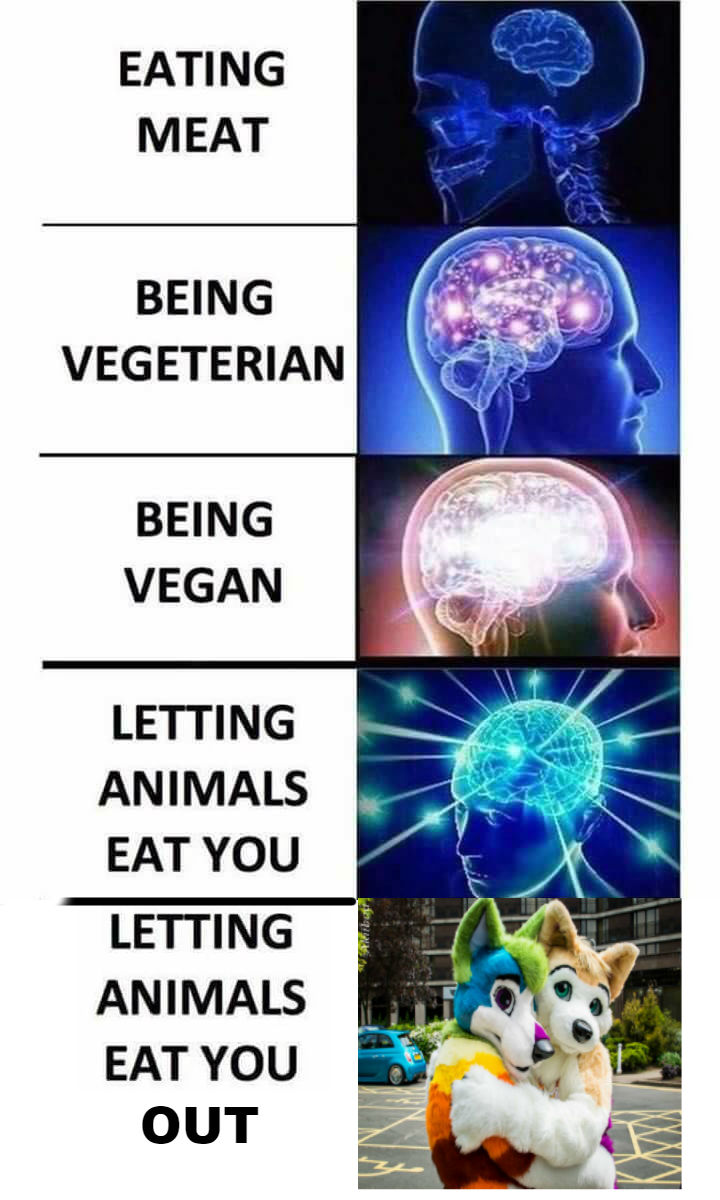 EATING
MEAT
BEING
VEGETERIAN
BEING
VEGAN
LETTING
ANIMALS
EAT YOU
LETTING
ANIMALS
EAT YOU
OUT